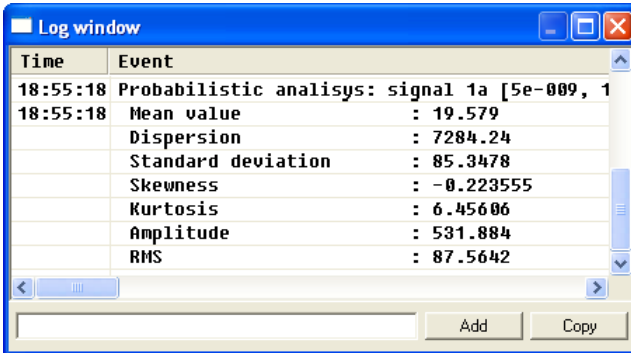 Log window
Time Event
18:55:18 Probabilistic analisys: signal 1a [5e-009, 1
18:55:18 Mean value : 19.579
Dispersion : 7284.24
Standard deviation : 85.3478
Skewness : -0.223555
Kurtosis : 6.45606
Amplitude : 531.884
RMS : 87.5642
Add Copy